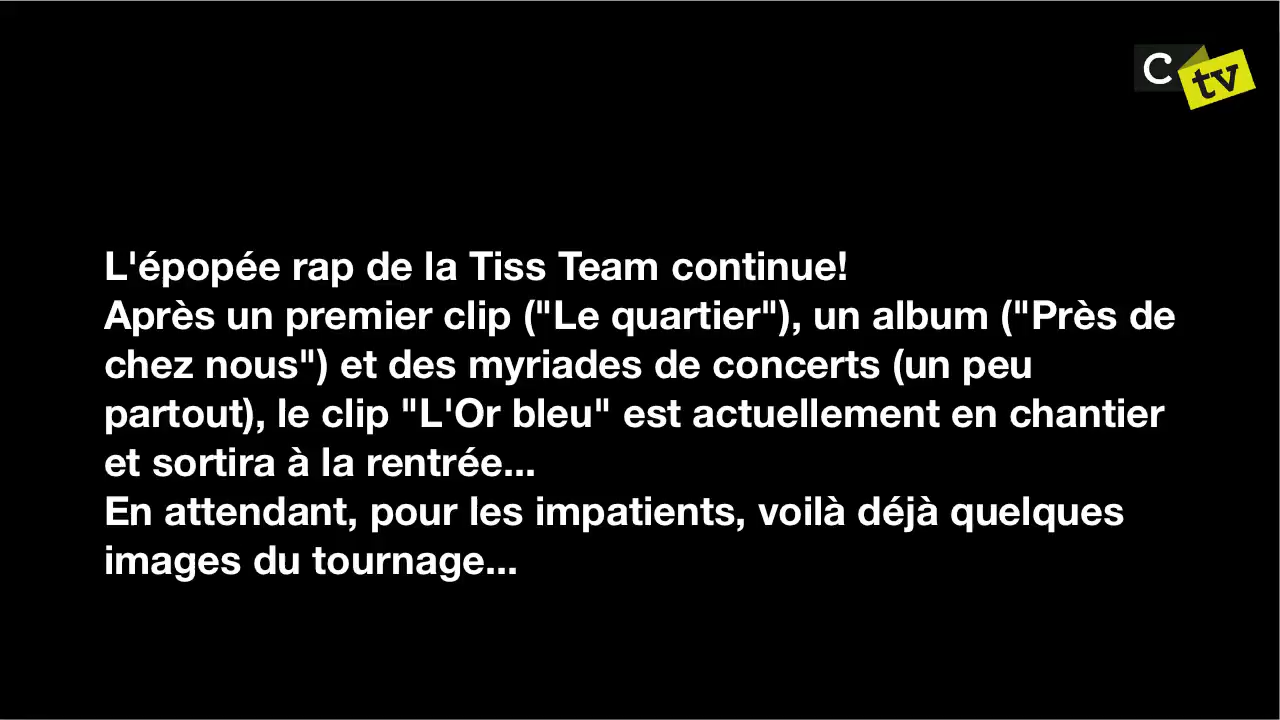 C tv
L'épopée rap de la Tiss Team continue!
Après un premier clip ("Le quartier"), un album ("Près de
chez nous") et des myriades de concerts (un peu
partout), le clip "L'Or bleu" est actuellement en chantier
et sortira à la rentrée...
En attendant, pour les impatients, voilà déjà quelques
images du tournage...